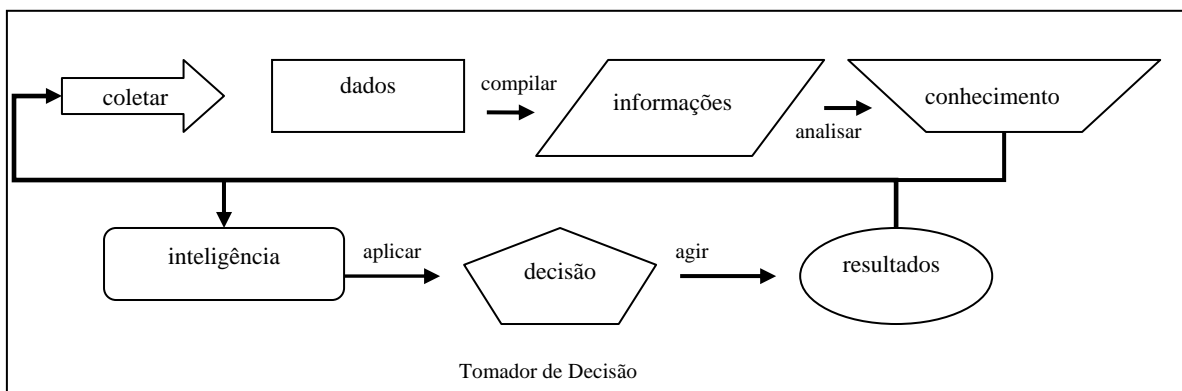 coletar
dados
compilar
informações
analisar
conhecimento
inteligência
aplicar
decisão
agir
resultados
Tomador de Decisão